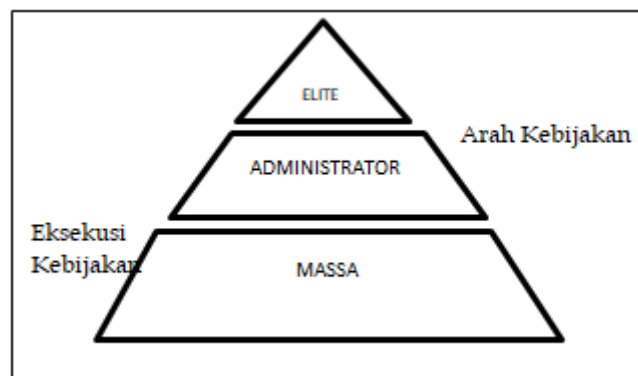 ELITE
Arah Kebijakan
ADMINISTRATOR
Eksekusi
Kebijakan
MASSA